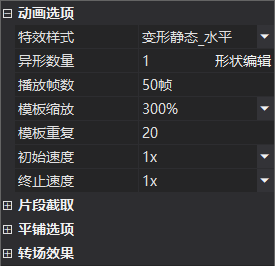 动画选项
特效样式 变形静态_水平
异形数量 1 形状编辑
播放帧数 50帧
模板缩放 300%
模板重复 20
初始速度 1x
终止速度 1x
片段截取
平铺选项
转场效果